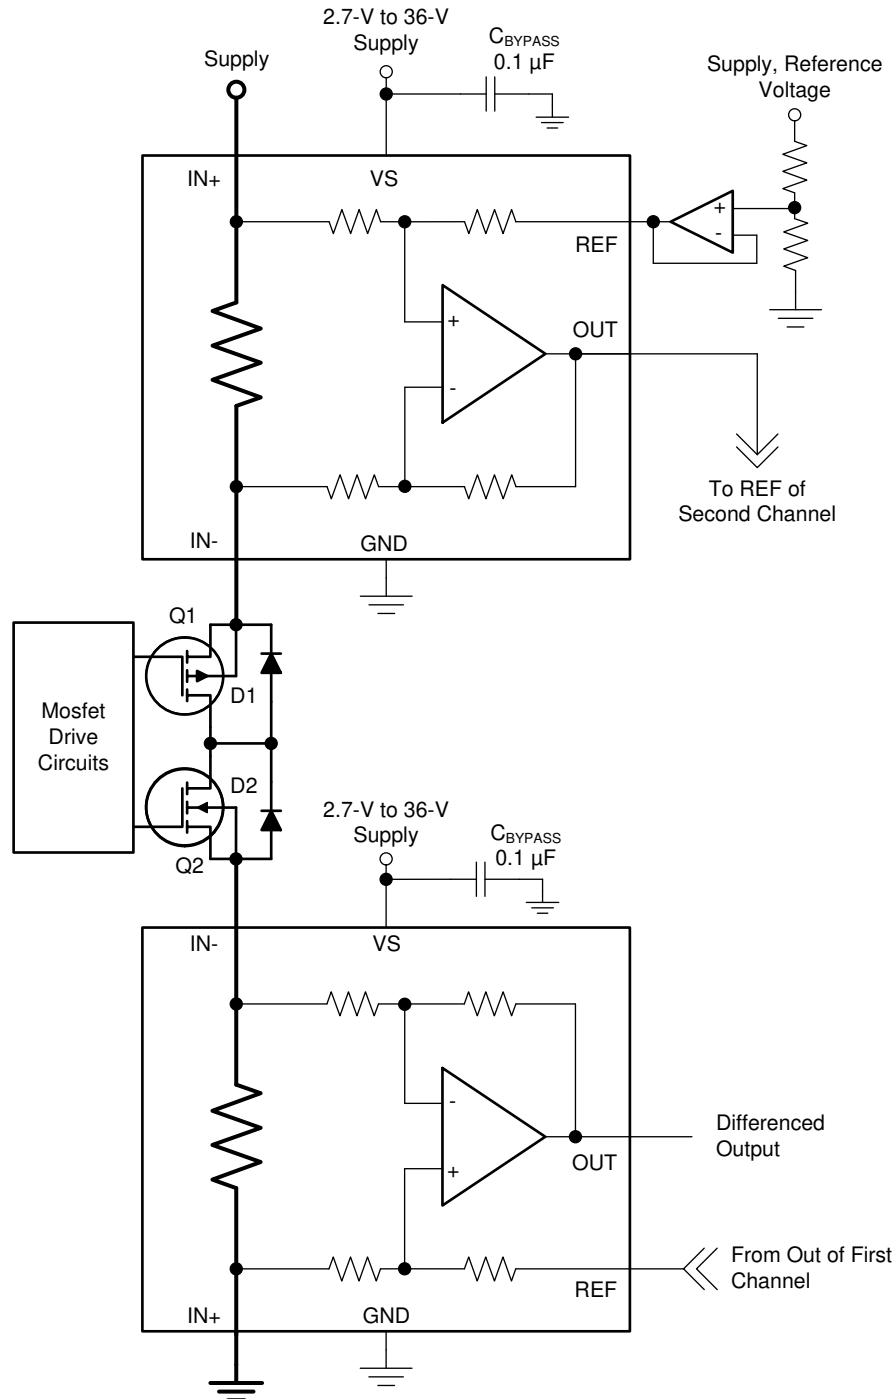 2.7-V to 36-V
Supply
CBYPASS
0.1 µF
Supply
Supply, Reference
Voltage
IN+
VS
+
-
REF
+
-
OUT
To REF of
Second Channel
IN-
GND
Q1
D1
Mosfet
Drive
Circuits
D2
Q2
2.7-V to 36-V
Supply
CBYPASS
0.1 µF
IN-
VS
-
+
OUT
Differenced
Output
From Out of First
Channel
REF
IN+
GND